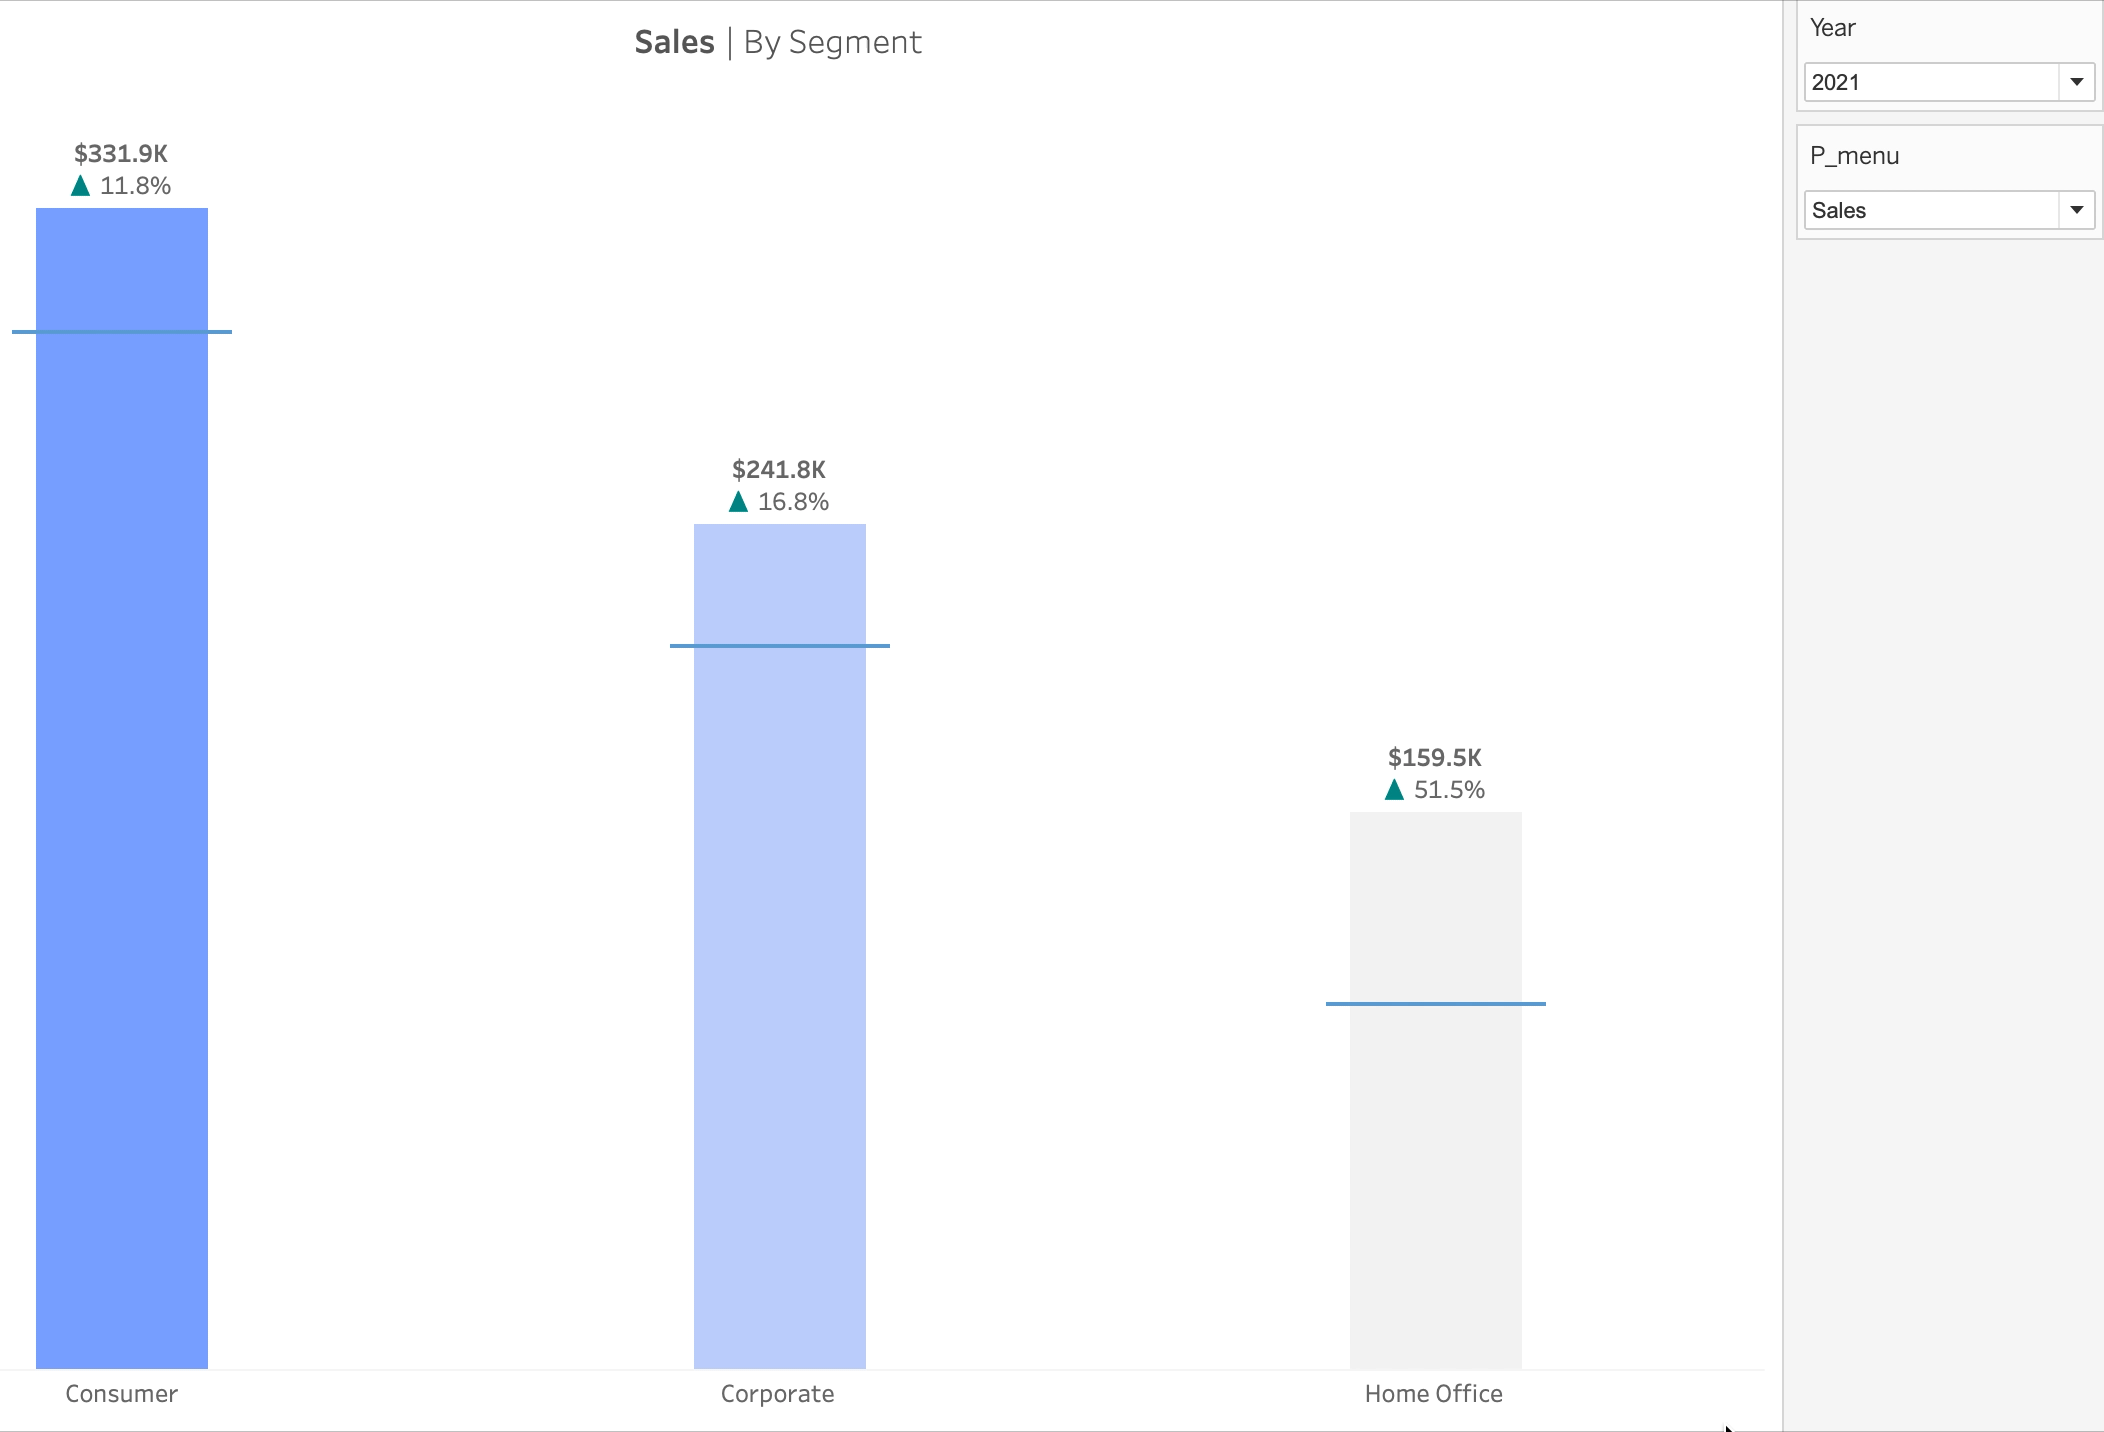 Sales | By Segment
$331.9K
▲ 11.8%
$241.8K
▲ 16.8%
$159.5K
▲ 51.5%
Consumer
Corporate
Home Office
Year
2021
P_menu
Sales